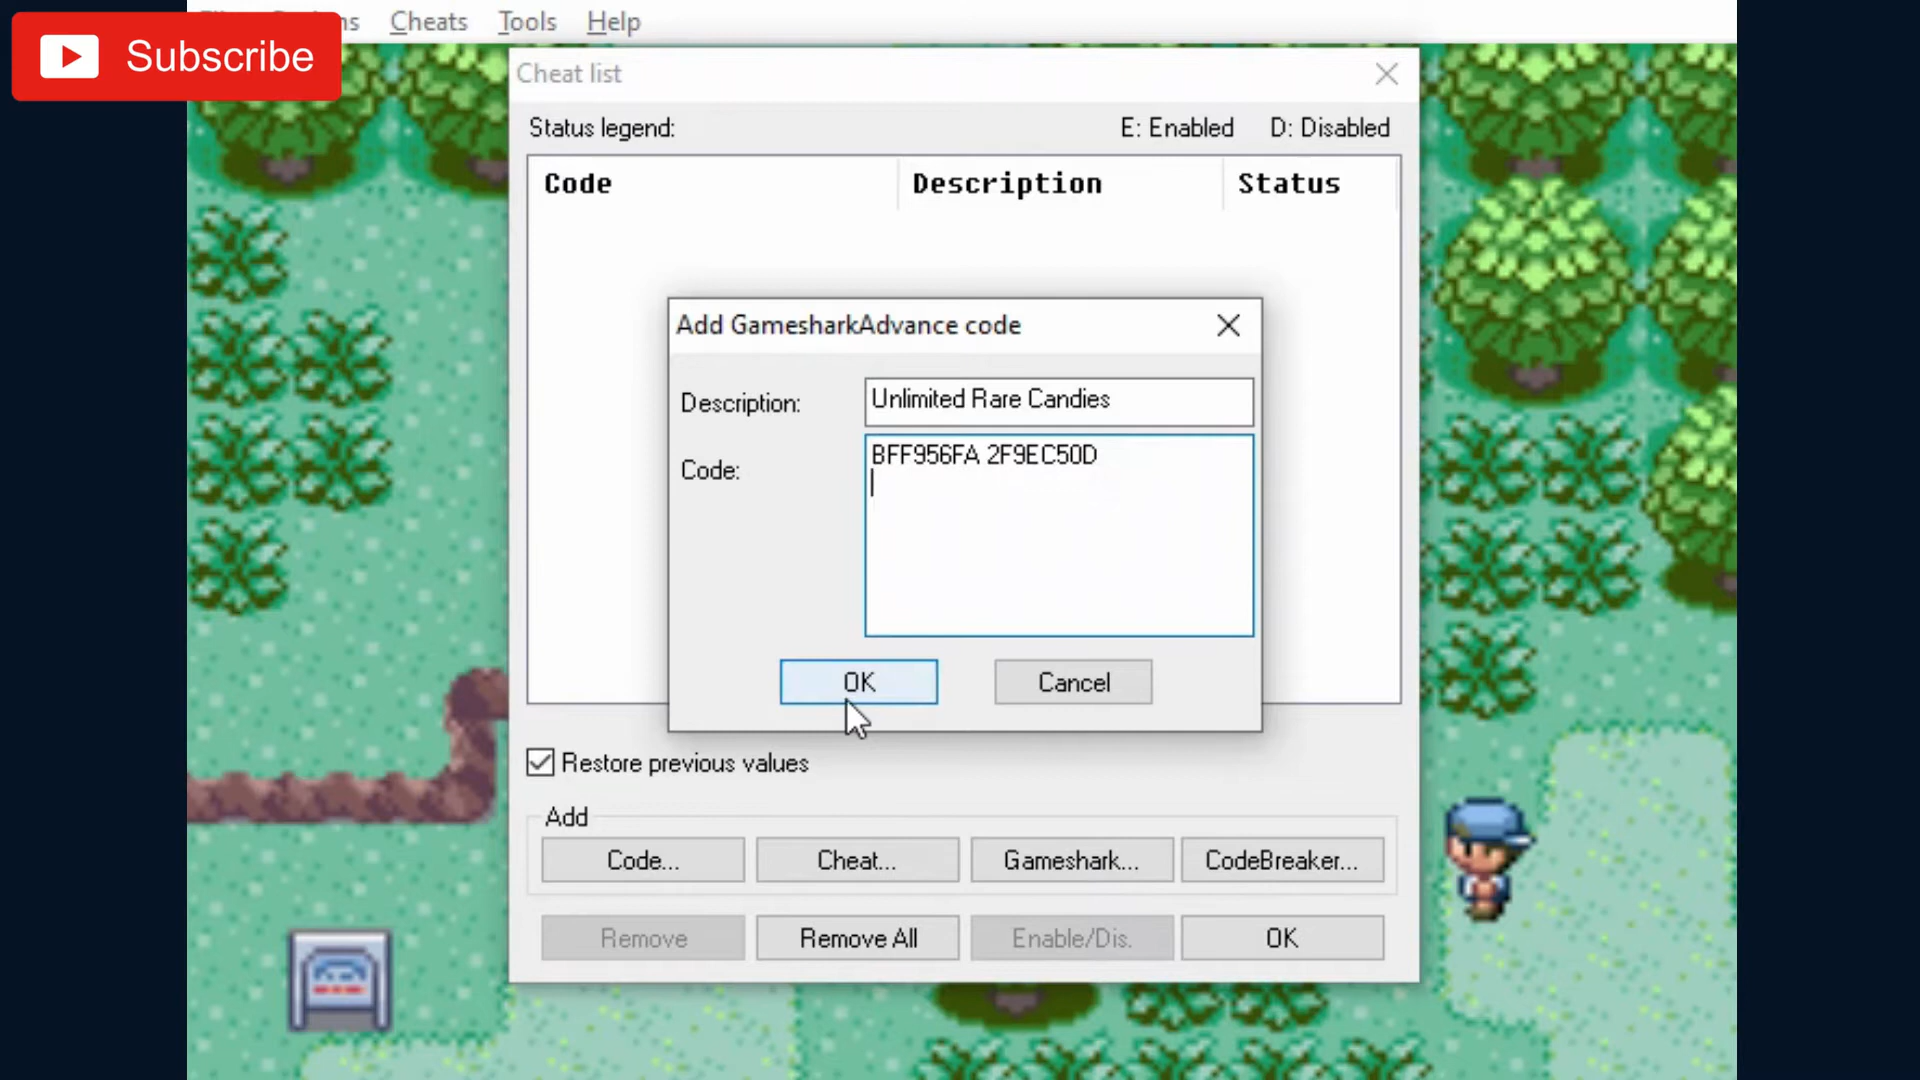 Cheats Tools Help
Subscribe
Cheat list
Status legend: E: Enabled D: Disabled
Code Description Status
Add GamesharkAdvance code
Description: Unlimited Rare Candies
Code: BFF956FA 2F9EC50D
OK Cancel
Restore previous values
Add
Code... Cheat... Gameshark... CodeBreaker...
Remove Remove All Enable/Dis. OK